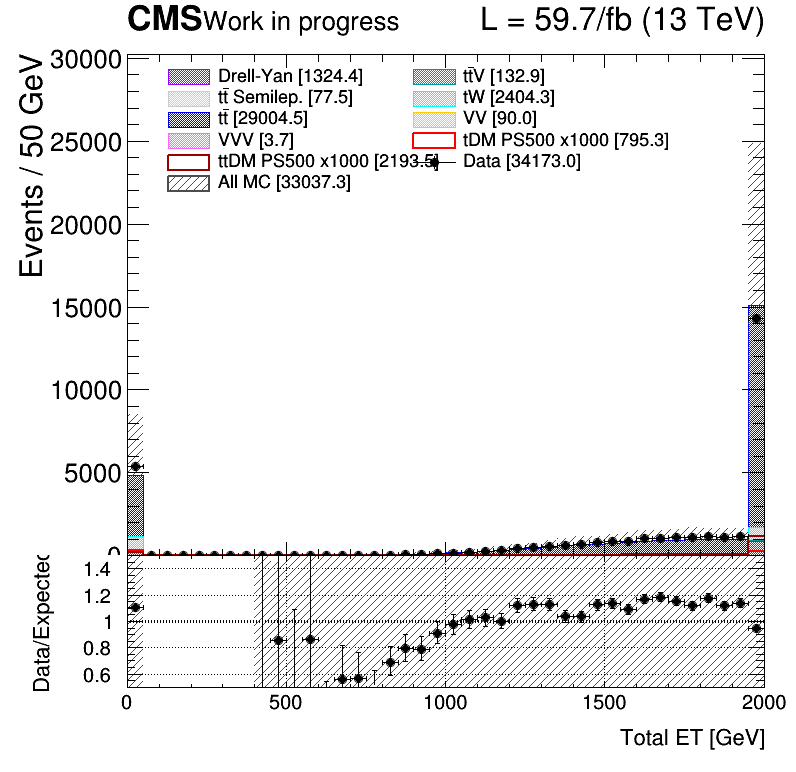 CMS Work in progress L = 59.7/fb (13 TeV)
Events / 50 GeV
30000
25000
20000
15000
10000
5000
0
Drell-Yan [1324.4] tt̄V [132.9]
tt̄ Semilep. [77.5] tW [2404.3]
tt̄ [29004.5] VV [90.0]
VVV [3.7] tDM PS500 x1000 [795.3]
ttDM PS500 x1000 [2193.5] Data [34173.0]
All MC [33037.3]
Data/Expected
1.4
1.2
1
0.8
0.6
0 500 1000 1500 2000
Total ET [GeV]